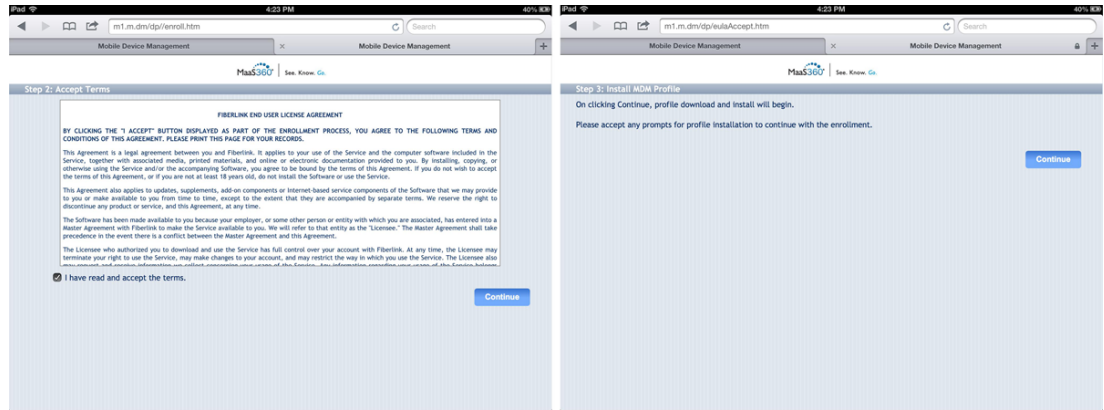 iPad
4:23 PM
40%
m1.m.dm/dp//enroll.htm
Search
Mobile Device Management
Mobile Device Management
MaaS360 See. Know. Go.
Step 2: Accept Terms
FIBERLINK END USER LICENSE AGREEMENT
BY CLICKING THE "I ACCEPT" BUTTON DISPLAYED AS PART OF THE ENROLLMENT PROCESS, YOU AGREE TO THE FOLLOWING TERMS AND
CONDITIONS OF THIS AGREEMENT. PLEASE PRINT THIS PAGE FOR YOUR RECORDS.
This Agreement is a legal agreement between you and Fiberlink. It applies to your use of the Service and the computer software included in the
Service, together with associated media, printed materials, and online or electronic documentation provided to you. By installing, copying, or
otherwise using the Service and/or the accompanying Software, you agree to be bound by the terms of this Agreement. If you do not wish to accept
the terms of this Agreement, or if you are not at least 18 years old, do not install the Software or use the Service.
This Agreement also applies to updates, supplements, add-on components or Internet-based service components of the Software that we may provide
to you or make available to you from time to time, except to the extent that they are accompanied by separate terms. We reserve the right to
discontinue any product or service, and this Agreement, at any time.
The Software has been made available to you because your employer, or some other person or entity with which you are associated, has entered into a
Master Agreement with Fiberlink to make the Service available to you. We will refer to that entity as the "Licensee." The Master Agreement shall take
precedence in the event there is a conflict between the Master Agreement and this Agreement.
The Licensee who authorized you to download and use the Service has full control over your account with Fiberlink. At any time, the Licensee may
terminate your right to use the Service, may make changes to your account, and may restrict the way in which you use the Service. The Licensee also
I have read and accept the terms.
Continue
iPad
4:23 PM
40%
m1.m.dm/dp/eulaAccept.htm
Search
Mobile Device Management
Mobile Device Management
MaaS360 See. Know. Go.
Step 3: Install MDM Profile
On clicking Continue, profile download and install will begin.
Please accept any prompts for profile installation to continue with the enrollment.
Continue